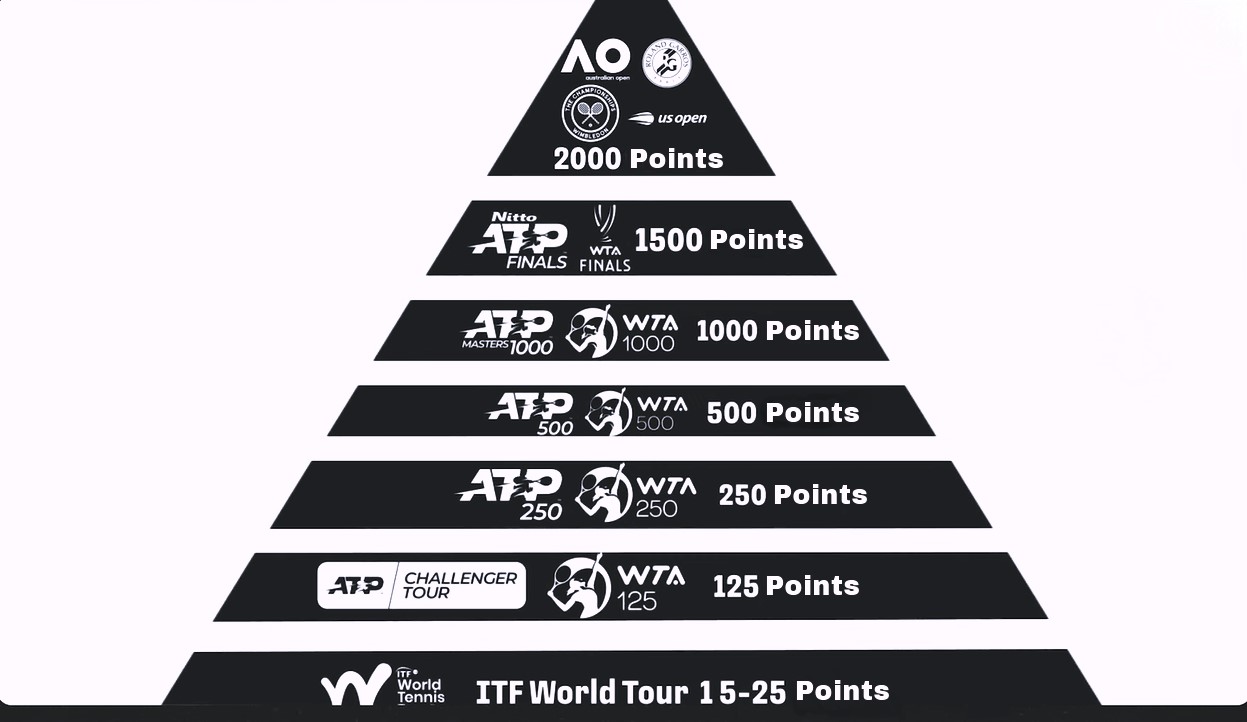 AO
australian open
ROLAND GARROS
THE CHAMPIONSHIPS
WIMBLEDON
us open
2000 Points
Nitto
ATP
FINALS
WTA
FINALS
1500 Points
ATP
MASTERS 1000
WTA
1000
1000 Points
ATP
500
WTA
500
500 Points
ATP
250
WTA
250
250 Points
ATP
CHALLENGER
TOUR
WTA
125
125 Points
ITF
World
Tennis
ITF World Tour 15-25 Points